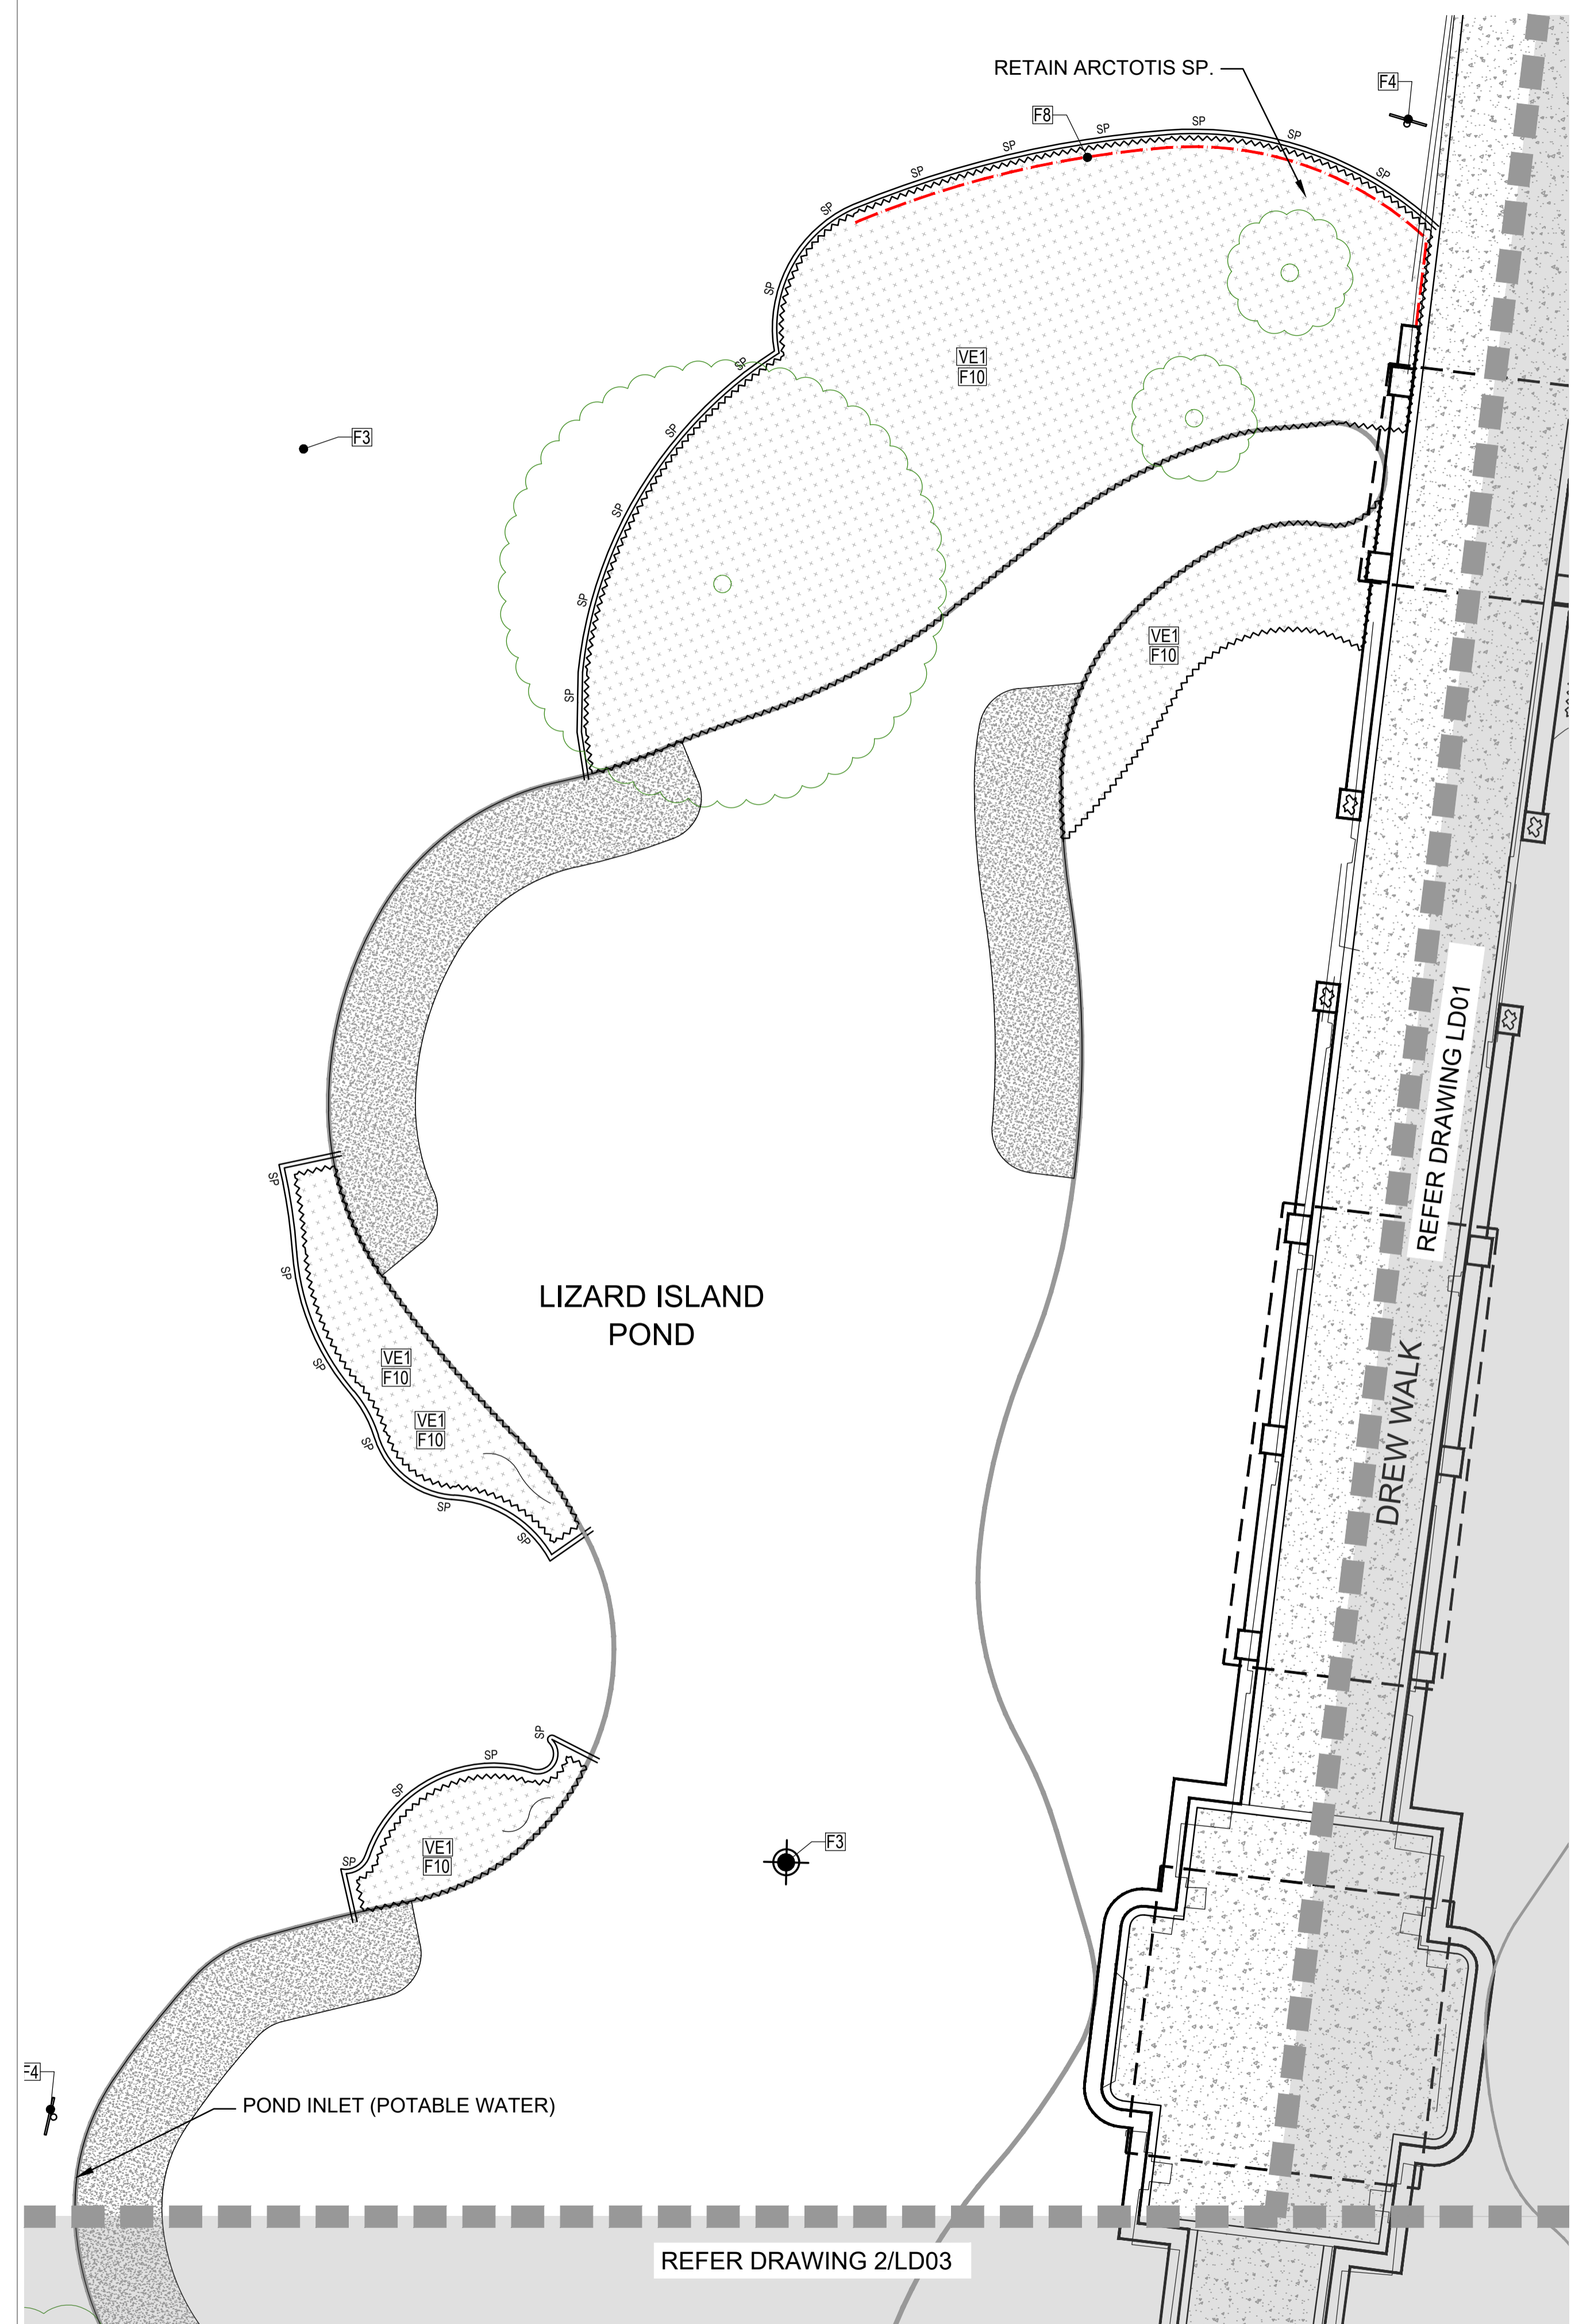 RETAIN ARCTOTIS SP.
F4
F8
SP
SP
SP
SP
SP
SP
SP
SP
SP
VE1
F10
SP
F3
SP
SP
SP
VE1
F10
SP
REFER DRAWING LD01
SP
SP
LIZARD ISLAND
POND
SP
VE1
F10
DREW WALK
VE1
F10
SP
SP
SP
SP
SP
SP
VE1
F10
F3
SP
F4
POND INLET (POTABLE WATER)
REFER DRAWING 2/LD03